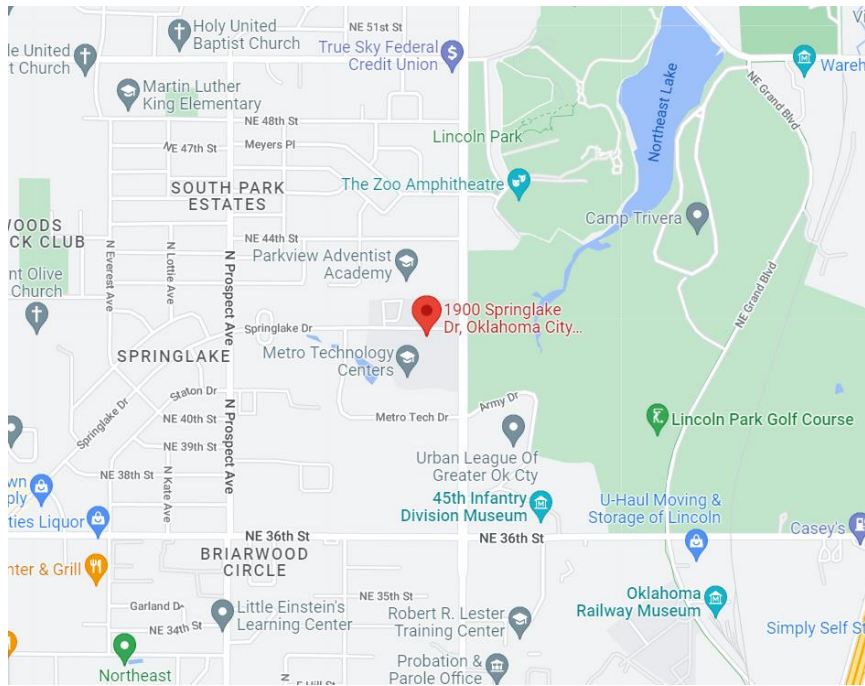 NE 51st St
Holy United
Baptist Church
True Sky Federal
Credit Union
le United
t Church
Vi
Wareh
Martin Luther
King Elementary
NE Grand Blvd
NE 48th St
Northeast Lake
Lincoln Park
NE 47th St
Meyers Pl
The Zoo Amphitheatre
SOUTH PARK
ESTATES
Camp Trivera
WOODS
CK CLUB
NE 44th St
Parkview Adventist
Academy
N Everest Ave
N Lottie Ave
N Prospect Ave
nt Olive
Church
NE Grand Blvd
1900 Springlake
Dr, Oklahoma City...
Springlake Dr
SPRINGLAKE
Metro Technology
Centers
Staton Dr
Springlake Dr
N Prospect Ave
Army Dr
Metro Tech Dr
NE 40th St
Lincoln Park Golf Course
NE 39th St
Urban League Of
Greater Ok Cty
NE 38th St
N Kate Ave
wn
ply
45th Infantry
Division Museum
U-Haul Moving &
Storage of Lincoln
ties Liquor
Casey's
NE 36th St
NE 36th St
BRIARWOOD
CIRCLE
nter & Grill
NE 35th St
Oklahoma
Railway Museum
Garland D
Little Einstein's
Learning Center
Robert R. Lester
Training Center
NE 34th St
Simply Self St
Northeast
Probation &
Parole Office
N
E Hill St